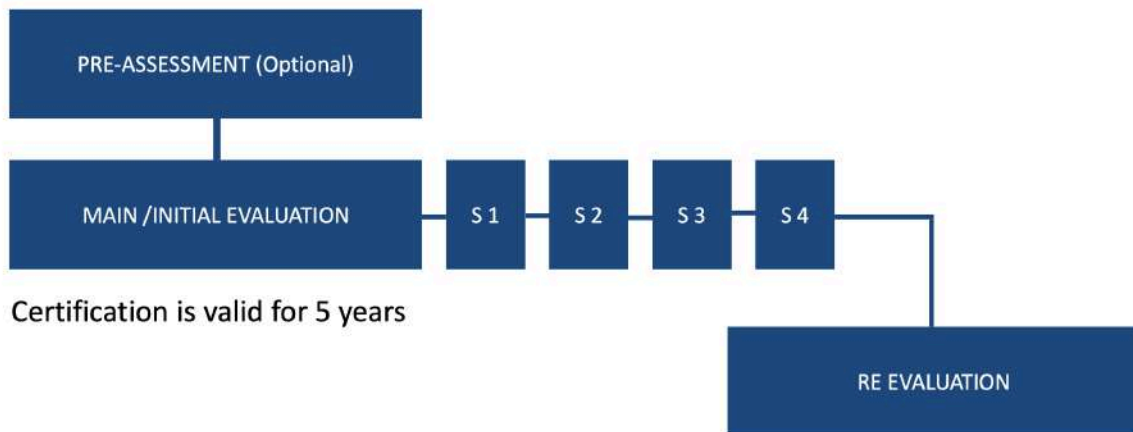 PRE-ASSESSMENT (Optional)
MAIN /INITIAL EVALUATION
S 1
S 2
S 3
S 4
Certification is valid for 5 years
RE EVALUATION